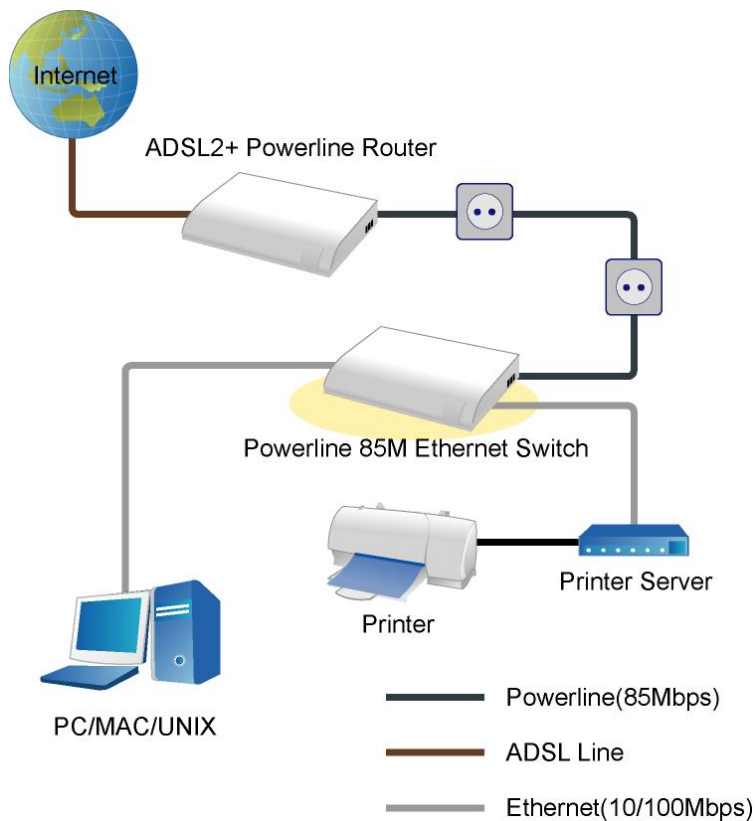 Internet
ADSL2+ Powerline Router
Powerline 85M Ethernet Switch
Printer Server
Printer
PC/MAC/UNIX
Powerline(85Mbps)
ADSL Line
Ethernet(10/100Mbps)